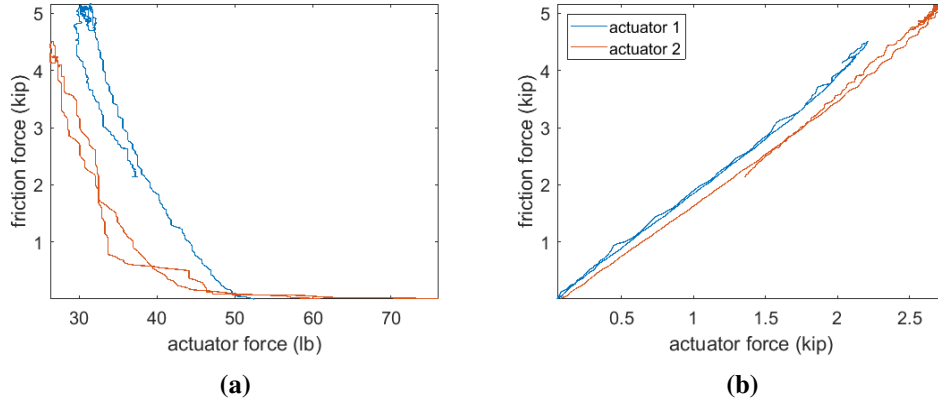 5
4
3
2
1
friction force (kip)
30
40
50
60
70
actuator force (lb)
(a)
5
4
3
2
1
friction force (kip)
actuator 1
actuator 2
0.5
1
1.5
2
2.5
actuator force (kip)
(b)